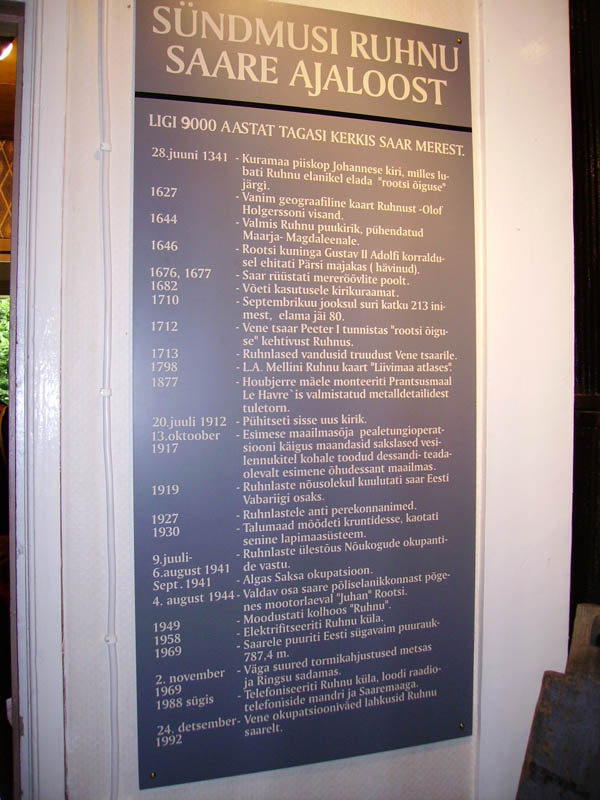 SÜNDMUSI RUHNU
SAARE AJALOOST
LIGI 9000 AASTAT TAGASI KERKIS SAAR MEREST.
28.juuni 1341 - Kuramaa piiskop Johannese kiri, milles lu-
bati Ruhnu elanikel elada "rootsi õiguse"
järgi.
1627 - Vanim geograafiline kaart Ruhnust -Olof
Holgerssoni visand.
1644 - Valmis Ruhnu puukirik, pühendatud
Maarja- Magdaleenale.
1646 - Rootsi kuninga Gustav II Adolfi korraldu-
sel ehitati Pärsi majakas ( hävinud).
1676, 1677 - Saar rüüstati mereröövlite poolt.
1682 - Võeti kasutusele kirikuraamat.
1710 - Septembrikuu jooksul suri katku 213 ini-
mest, elama jäi 80.
1712 - Vene tsaar Peeter I tunnistas "rootsi õigu-
se" kehtivust Ruhnus.
1713 - Ruhnlased vandusid truudust Vene tsaarile.
1798 - L.A. Mellini Ruhnu kaart "Liivimaa atlases".
1877 - Houbjerre mäele monteeriti Prantsusmaal
Le Havre`is valmistatud metalldetailidest
tuletorn.
20.juuli 1912 - Pühitseti sisse uus kirik.
13.oktoober - Esimese maailmasõja pealetungioperat-
1917 siooni käigus maandasid sakslased vesi-
lennukitel kohale toodud dessandi- teada-
olevalt esimene õhudessant maailmas.
1919 - Ruhnlaste nõusolekul kuulutati saar Eesti
Vabariigi osaks.
1927 - Ruhnlastele anti perekonnanimed.
1930 - Talumaad mõõdeti kruntidesse, kaotati
senine lapimaasüsteem.
9.juuli- - Ruhnlaste ülestõus Nõukogude okupanti-
6.august 1941 de vastu.
Sept. 1941 - Algas Saksa okupatsioon.
4. august 1944 - Valdav osa saare põliselanikkonnast põge-
nes mootorlaeval "Juhan" Rootsi.
1949 - Moodustati kolhoos "Ruhnu".
1958 - Elektrifitseeriti Ruhnu küla.
1969 - Saarele puuriti Eesti sügavaim puurauk-
787,4 m.
2. november - Väga suured tormikahjustused metsas
1969 ja Ringsu sadamas.
1988 sügis - Telefoniseeriti Ruhnu küla, loodi raadio-
telefoniside mandri ja Saaremaaga.
24. detsember - Vene okupatsiooniväed lahkusid Ruhnu
1992 saarelt.